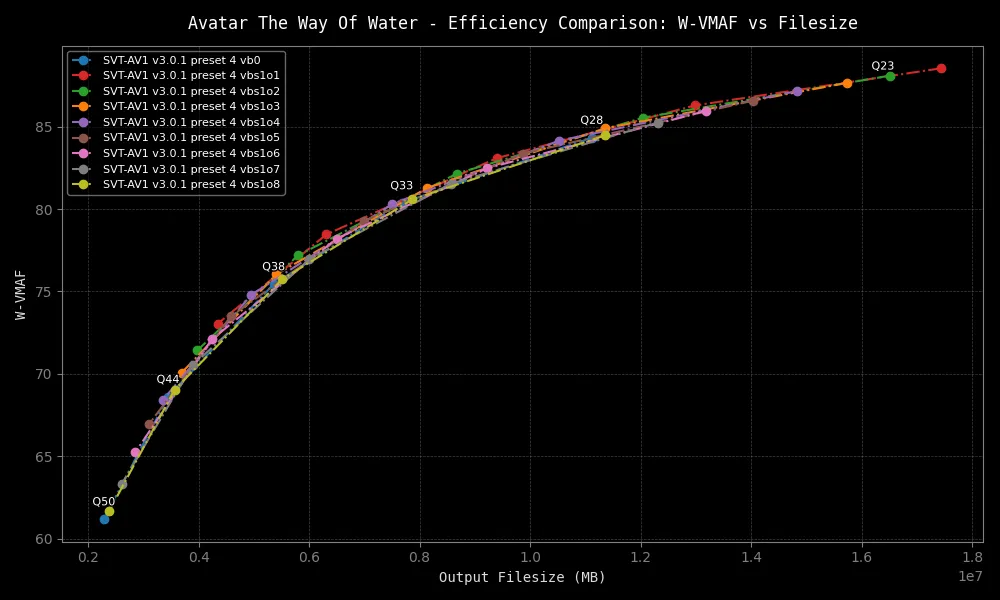 Avatar The Way Of Water - Efficiency Comparison: W-VMAF vs Filesize
SVT-AV1 v3.0.1 preset 4 vb0
SVT-AV1 v3.0.1 preset 4 vbs1o1
SVT-AV1 v3.0.1 preset 4 vbs1o2
SVT-AV1 v3.0.1 preset 4 vbs1o3
SVT-AV1 v3.0.1 preset 4 vbs1o4
SVT-AV1 v3.0.1 preset 4 vbs1o5
SVT-AV1 v3.0.1 preset 4 vbs1o6
SVT-AV1 v3.0.1 preset 4 vbs1o7
SVT-AV1 v3.0.1 preset 4 vbs1o8
Q23
Q28
Q33
Q38
Q44
Q50
W-VMAF
85
80
75
70
65
60
0.2 0.4 0.6 0.8 1.0 1.2 1.4 1.6 1.8
1e7
Output Filesize (MB)